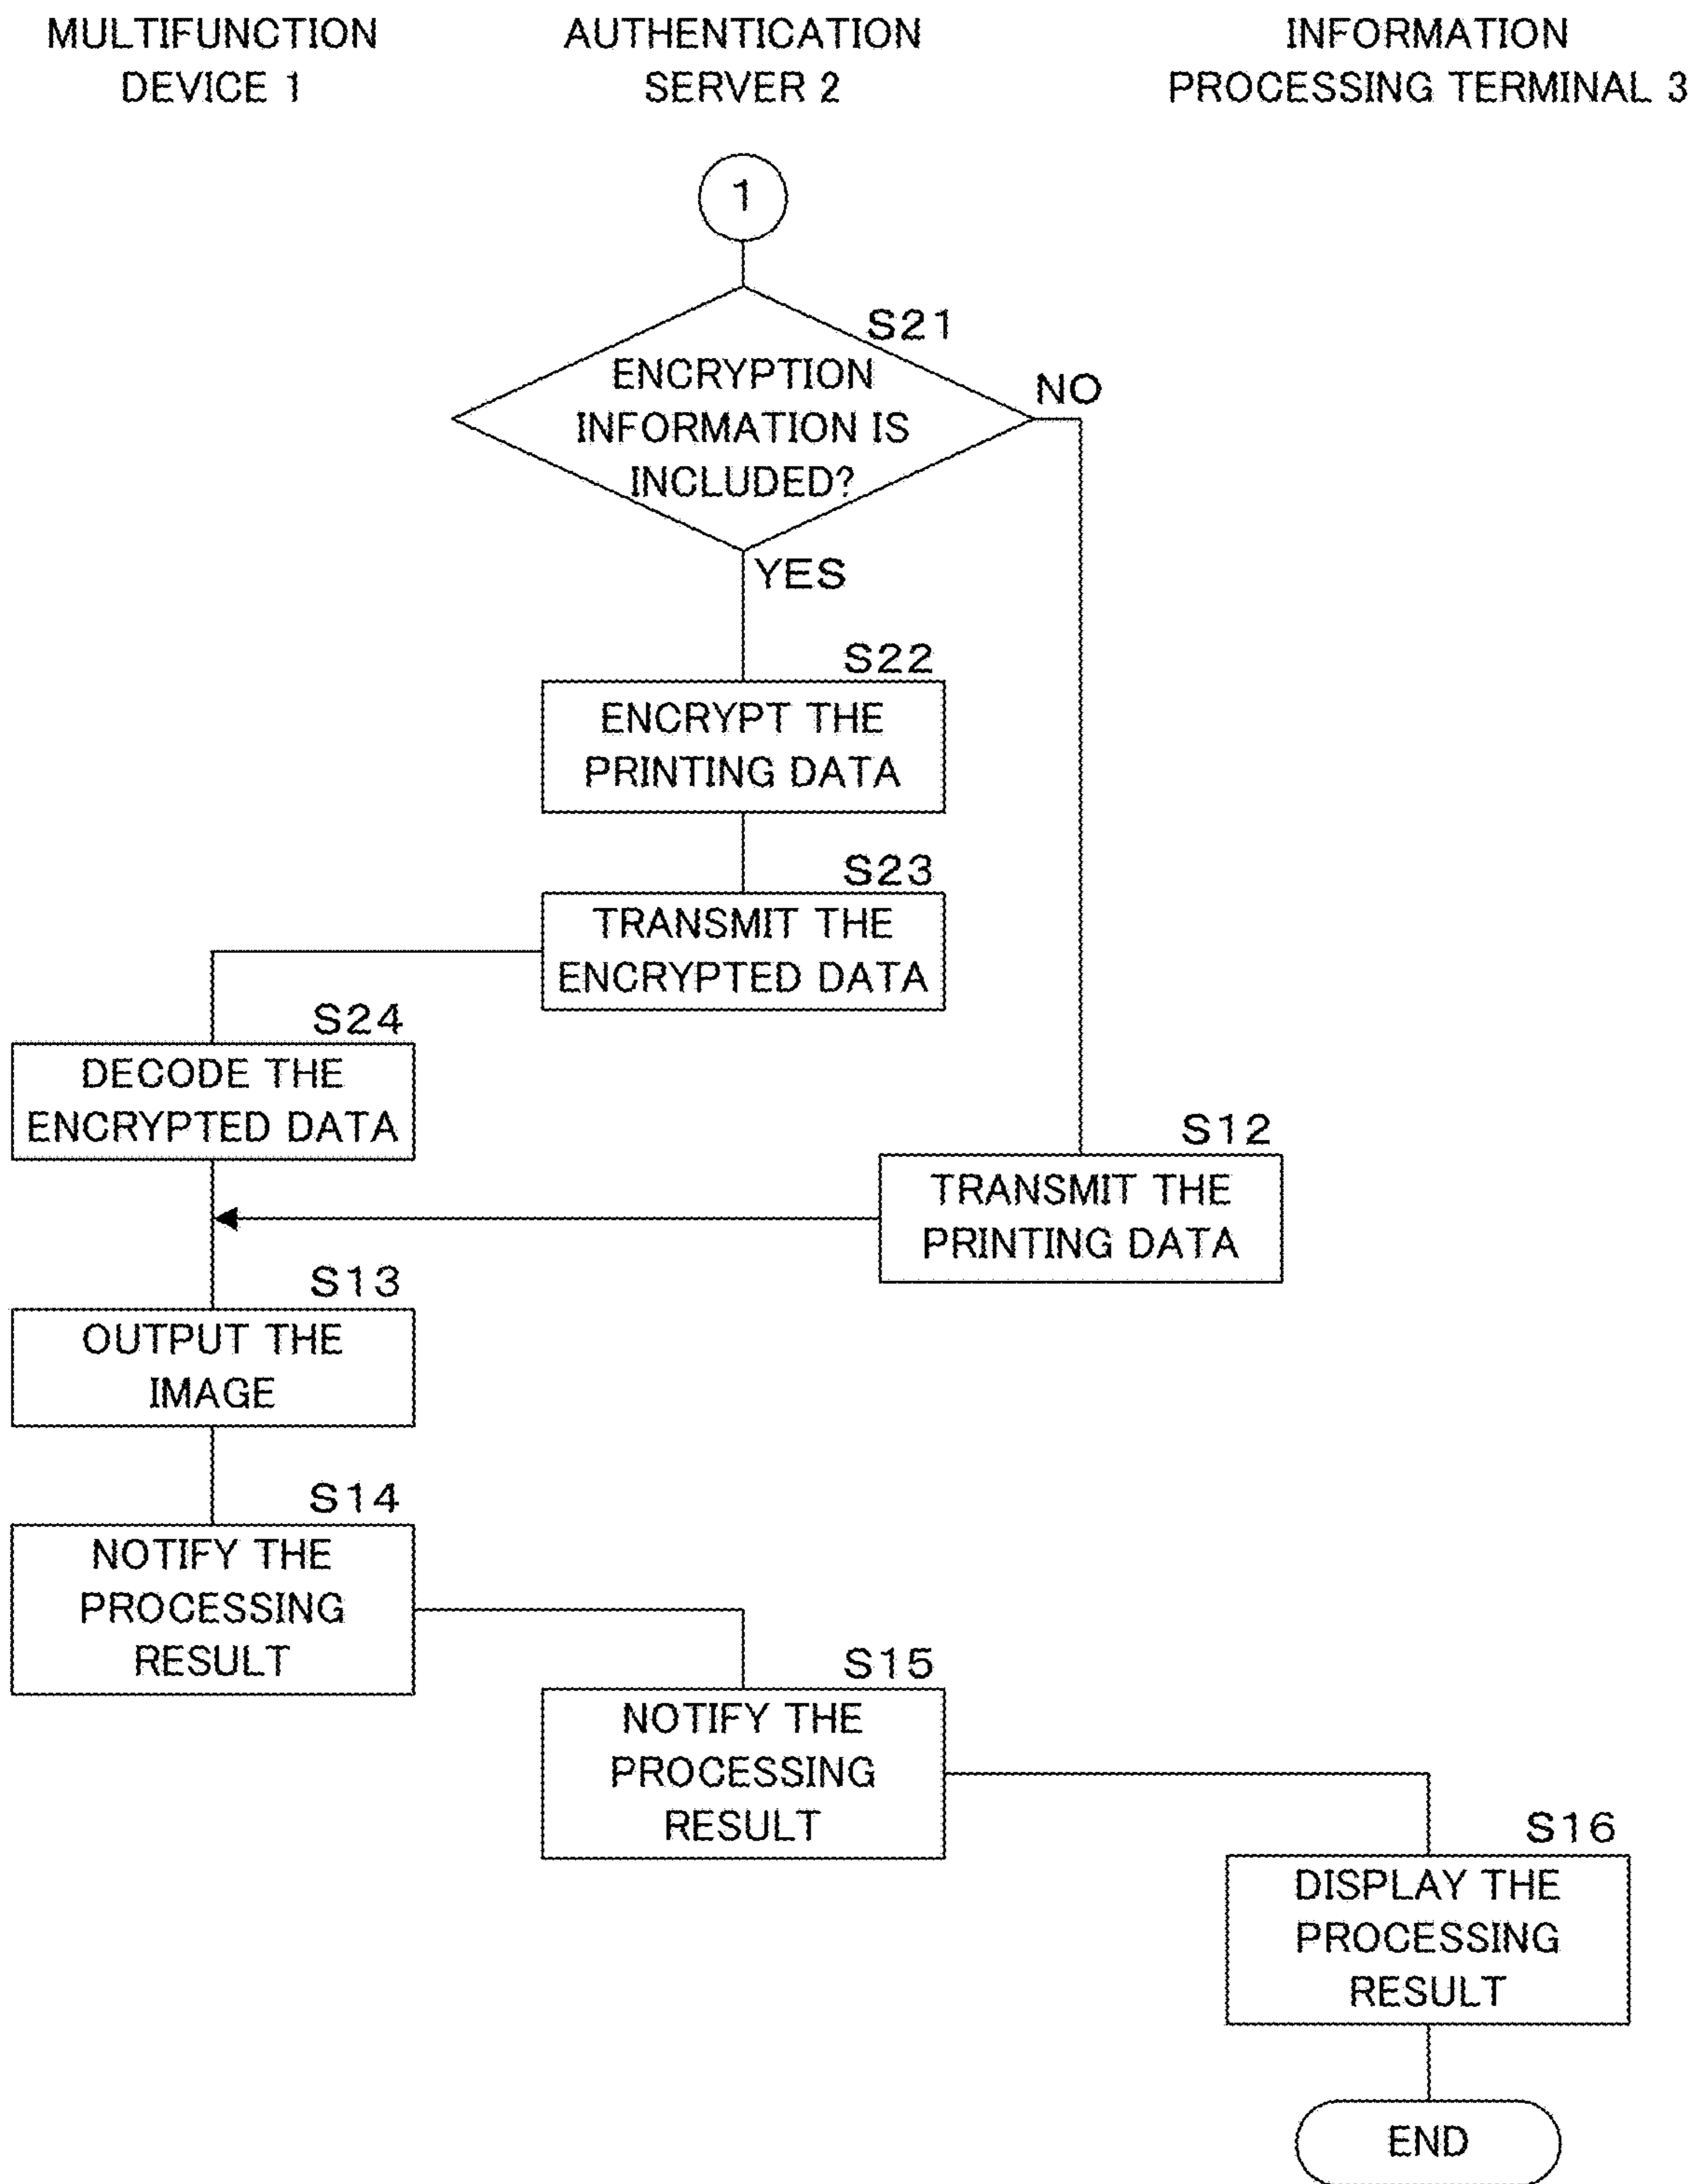 MULTIFUNCTION
DEVICE 1
AUTHENTICATION
SERVER 2
INFORMATION
PROCESSING TERMINAL 3
1
S21
ENCRYPTION
INFORMATION IS
INCLUDED?
NO
YES
S22
ENCRYPT THE
PRINTING DATA
S23
TRANSMIT THE
ENCRYPTED DATA
S24
DECODE THE
ENCRYPTED DATA
S12
TRANSMIT THE
PRINTING DATA
S13
OUTPUT THE
IMAGE
S14
NOTIFY THE
PROCESSING
RESULT
S15
NOTIFY THE
PROCESSING
RESULT
S16
DISPLAY THE
PROCESSING
RESULT
END